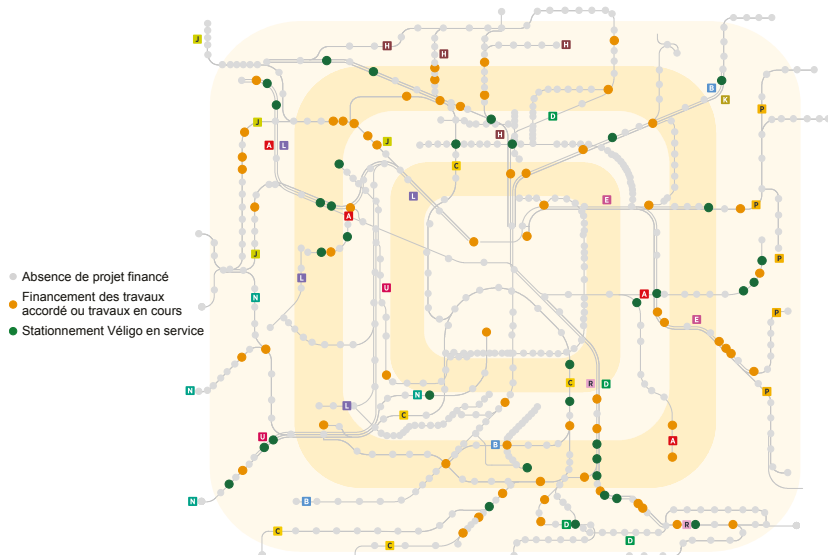 J
H
H
H
B
K
P
D
J
A
L
J
H
C
L
E
A
P
J
L
P
N
U
A
P
E
R
D
C
N
P
N
L
C
U
B
A
N
B
C
D
R
D
C
Absence de projet financé
Financement des travaux
accordé ou travaux en cours
Stationnement Véligo en service